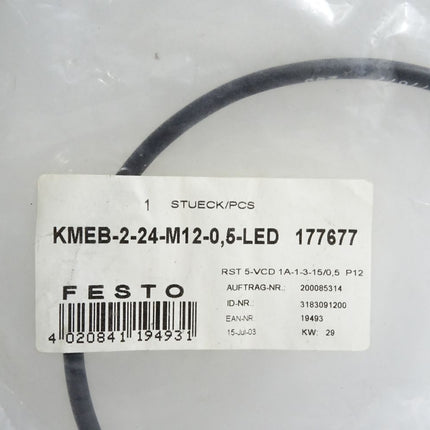 1 STUECK/PCS
KMEB-2-24-M12-0,5-LED 177677
RST 5-VCD 1A-1-3-15/0,5 P12
FESTO
AUFTRAG-NR.: 200085314
ID-NR.: 3183091200
EAN-NR. 19493
15-Jul-03 KW: 29
4 020841 194931